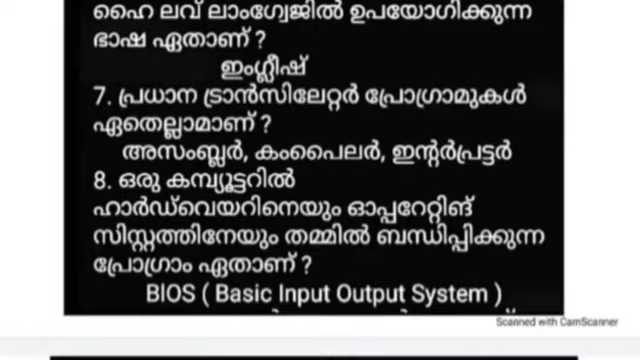 ഹൈ ലവ് ലാംഗ്വേജിൽ ഉപയോഗിക്കുന്ന
ഭാഷ ഏതാണ് ?
ഇംഗ്ലീഷ്
7. പ്രധാന ട്രാൻസിലേറ്റർ പ്രോഗ്രാമുകൾ
ഏതെല്ലാമാണ് ?
അസംബ്ലർ, കംപൈലർ, ഇന്റർപ്രട്ടർ
8. ഒരു കമ്പ്യൂട്ടറിൽ
ഹാർഡ്‌വെയറിനെയും ഓപ്പറേറ്റിങ്
സിസ്റ്റത്തിനേയും തമ്മിൽ ബന്ധിപ്പിക്കുന്ന
പ്രോഗ്രാം ഏതാണ് ?
BIOS ( Basic Input Output System )
Scanned with CamScanner